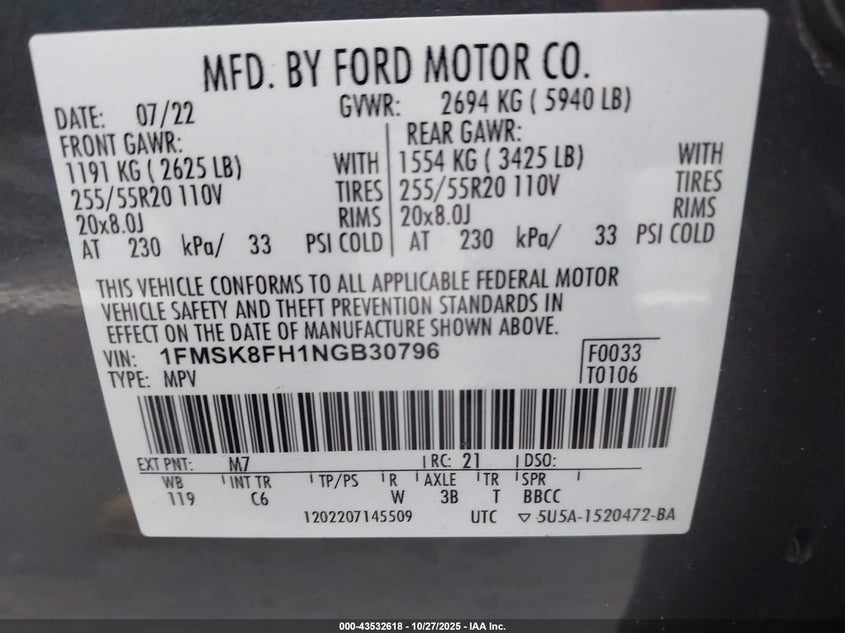 MFD. BY FORD MOTOR CO.
DATE: 07/22 GVWR: 2694 KG ( 5940 LB)
FRONT GAWR: REAR GAWR:
1191 KG ( 2625 LB) WITH 1554 KG ( 3425 LB) WITH
255/55R20 110V TIRES 255/55R20 110V TIRES
20x8.0J RIMS 20x8.0J RIMS
AT 230 kPa/ 33 PSI COLD AT 230 kPa/ 33 PSI COLD
THIS VEHICLE CONFORMS TO ALL APPLICABLE FEDERAL MOTOR
VEHICLE SAFETY AND THEFT PREVENTION STANDARDS IN
EFFECT ON THE DATE OF MANUFACTURE SHOWN ABOVE.
VIN: 1FMSK8FH1NGB30796 F0033
TYPE: MPV T0106
EXT PNT: M7 RC: 21 DSO:
WB INT TR TP/PS R AXLE TR SPR
119 C6 W 3B T BBCC
1202207145509 UTC ▽ 5U5A-1520472-BA
000-43532618 - 10/27/2025 - IAA Inc.